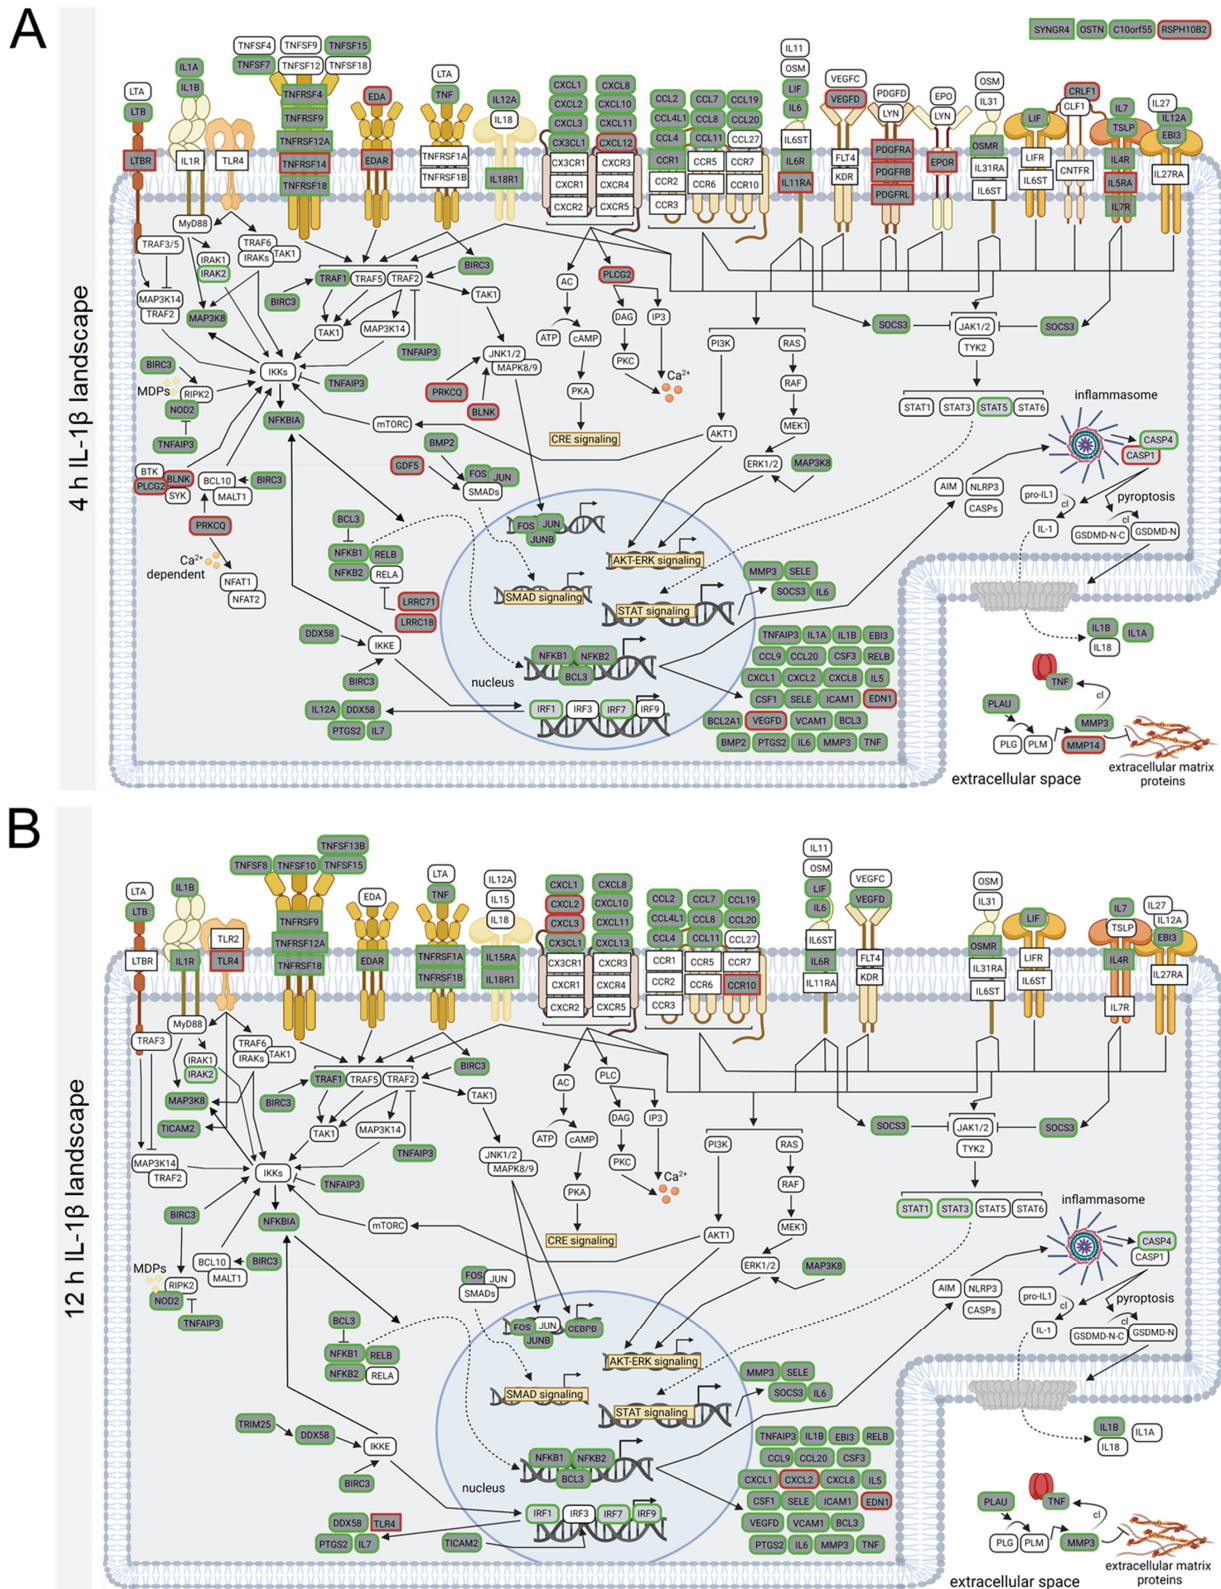 A
4 h IL-1β landscape
SYNGR4 OSTN C10orf55 RSPH10B2
TNFSF4 TNFSF9 TNFSF15
TNFSF7 TNFSF12 TNFSF18
LTA
LTB
LTBR
IL1A
IL1B
IL1R
TLR4
TNFRSF4
TNFRSF9
TNFRSF12A
TNFRSF14
TNFRSF18
EDA
EDAR
LTA
TNF
TNFRSF1A
TNFRSF1B
IL12A
IL18
IL18R1
CXCL1 CXCL8
CXCL2 CXCL10
CXCL3 CXCL11
CX3CL1 CXCL12
CX3CR1 CXCR3
CXCR1 CXCR4
CXCR2 CXCR5
CCL2 CCL7 CCL19
CCL4L1 CCL8 CCL20
CCL4 CCL11 CCL27
CCR1 CCR5 CCR7
CCR2 CCR6 CCR10
CCR3
IL11
OSM
LIF
IL6
IL6ST
IL6R
IL11RA
VEGFC
VEGFD
FLT4
KDR
PDGFD
LYN
PDGFRA
PDGFRB
PDGFRL
EPO
LYN
EPOR
OSM
IL31
OSMR
IL31RA
IL6ST
LIF
LIFR
IL6ST
CRLF1
CLF1
CNTFR
IL7
TSLP
IL4R
IL5RA
IL7R
IL27
IL12A
EBI3
IL27RA
MyD88
TRAF3/5
IRAK1
IRAK2
TRAF6
IRAKs TAK1
MAP3K14
TRAF2
MAP3K8
BIRC3
TRAF1 TRAF5 TRAF2
BIRC3
TAK1
TAK1
MAP3K14
TNFAIP3
JNK1/2
MAPK8/9
BIRC3
MDPs
RIPK2
NOD2
TNFAIP3
IKKs
TNFAIP3
NFKBIA
PRKCQ
BLNK
mTORC
AC
PLCG2
ATP cAMP
DAG IP3
PKA
PKC
Ca2+
CRE signaling
PI3K
RAS
RAF
MEK1
AKT1
ERK1/2
MAP3K8
SOCS3
JAK1/2
SOCS3
TYK2
STAT1 STAT3 STAT5 STAT6
inflammasome
CASP4
CASP1
AIM NLRP3
CASPs
pro-IL1 cl
IL-1
pyroptosis
cl
GSDMD-N-C GSDMD-N
BTK
BLNK
PLCG2
SYK
BCL10
MALT1
BIRC3
PRKCQ
Ca2+
dependent
NFAT1
NFAT2
BMP2
GDF5
FOS JUN
SMADs
BCL3
NFKB1 RELB
NFKB2 RELA
LRRC71
LRRC18
FOS JUN
JUNB
AKT-ERK signaling
SMAD signaling
STAT signaling
MMP3 SELE
SOCS3 IL6
DDX58
IKKE
BIRC3
nucleus
NFKB1 NFKB2
BCL3
IRF1 IRF3 IRF7 IRF9
IL12A DDX58
PTGS2 IL7
TNFAIP3 IL1A IL1B EBI3
CCL9 CCL20 CSF3 RELB
CXCL1 CXCL2 CXCL8 IL5
CSF1 SELE ICAM1 EDN1
BCL2A1 VEGFD VCAM1 BCL3
BMP2 PTGS2 IL6 MMP3 TNF
IL1B
IL18
IL1A
TNF
cl
PLAU
PLG PLM
MMP3
MMP14
extracellular matrix
proteins
extracellular space
B
12 h IL-1β landscape
TNFSF13B
TNFSF8 TNFSF10 TNFSF15
LTA
LTB
LTBR
IL1B
IL1R
TLR2
TLR4
TNFRSF9
TNFRSF12A
TNFRSF18
EDA
EDAR
LTA
TNF
TNFRSF1A
TNFRSF1B
IL12A
IL15
IL18
IL15RA
IL18R1
CXCL1 CXCL8
CXCL2 CXCL10
CXCL3 CXCL11
CX3CL1 CXCL13
CX3CR1 CXCR3
CXCR1 CXCR4
CXCR2 CXCR5
CCL2 CCL7 CCL19
CCL4L1 CCL8 CCL20
CCL4 CCL11 CCL27
CCR1 CCR5 CCR7
CCR2 CCR6 CCR10
CCR3
IL11
OSM
LIF
IL6
IL6ST
IL6R
IL11RA
VEGFC
VEGFD
FLT4
KDR
OSM
IL31
OSMR
IL31RA
IL6ST
LIF
LIFR
IL6ST
IL7
TSLP
IL4R
IL7R
IL27
IL12A
EBI3
IL27RA
MyD88
TRAF3
IRAK1
IRAK2
TRAF6
IRAKs TAK1
MAP3K8
TICAM2
MAP3K14
TRAF2
BIRC3
TRAF1 TRAF5 TRAF2
BIRC3
TAK1
TAK1
MAP3K14
TNFAIP3
JNK1/2
MAPK8/9
IKKs
TNFAIP3
BIRC3
NFKBIA
mTORC
MDPs
RIPK2
NOD2
TNFAIP3
BCL10
MALT1
BIRC3
AC
PLC
ATP cAMP
DAG IP3
PKA
PKC
Ca2+
CRE signaling
PI3K
RAS
RAF
MEK1
AKT1
ERK1/2
MAP3K8
SOCS3
JAK1/2
SOCS3
TYK2
STAT1 STAT3 STAT5 STAT6
inflammasome
CASP4
CASP1
AIM NLRP3
CASPs
pro-IL1 cl
IL-1
pyroptosis
cl
GSDMD-N-C GSDMD-N
FOS JUN
SMADs
BCL3
NFKB1 RELB
NFKB2 RELA
FOS JUN CEBPB
JUNB
AKT-ERK signaling
SMAD signaling
STAT signaling
MMP3 SELE
SOCS3 IL6
TRIM25
DDX58
IKKE
BIRC3
nucleus
NFKB1 NFKB2
BCL3
IRF1 IRF3 IRF7 IRF9
DDX58 TLR4
PTGS2 IL7
TICAM2
TNFAIP3 IL1B EBI3 RELB
CCL9 CCL20 CSF3
CXCL1 CXCL2 CXCL8 IL5
CSF1 SELE ICAM1 EDN1
VEGFD VCAM1 BCL3
PTGS2 IL6 MMP3 TNF
IL1B
IL18
IL1A
TNF
cl
PLAU
PLG PLM
MMP3
extracellular matrix
proteins
extracellular space